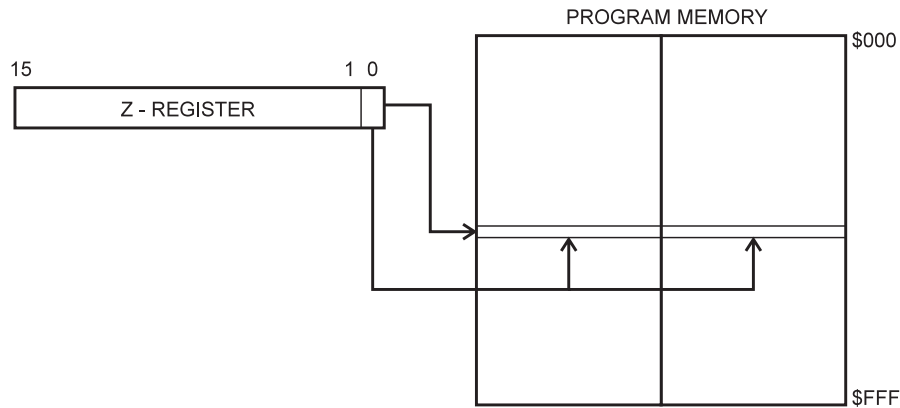 PROGRAM MEMORY
$000
15 1 0
Z - REGISTER
$FFF